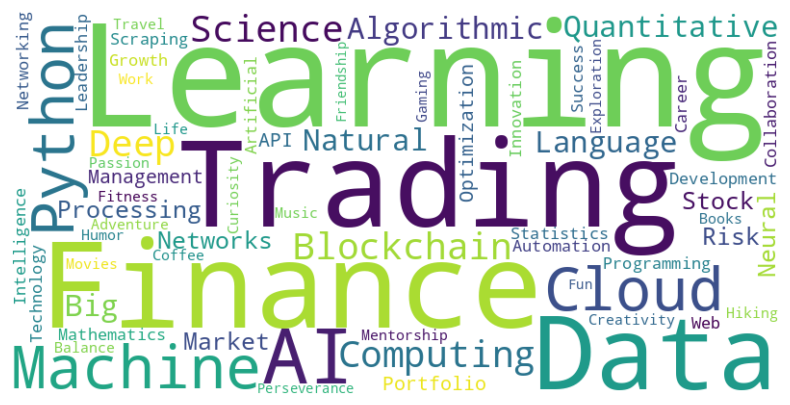 Networking
Travel
Scraping
Growth
Work
Leadership
Python
Learning
Science
Algorithmic
Quantitative
Artificial
Friendship
Gaming
Optimization
Innovation
Success
Exploration
Career
Collaboration
Deep
Life
API
Natural
Language
Passion
Management
Fitness
Processing
Adventure
Trading
Curiosity
Music
Development
Stock
Books
Risk
Neural
Statistics
Automation
Programming
Intelligence
Technology
Humor
Movies
Networks
Coffee
Blockchain
Finance
Big
Cloud
Fun
Creativity
Web
Hiking
Mathematics
Balance
Market
Mentorship
Machine
AI
Computing
Portfolio
Perseverance
Data